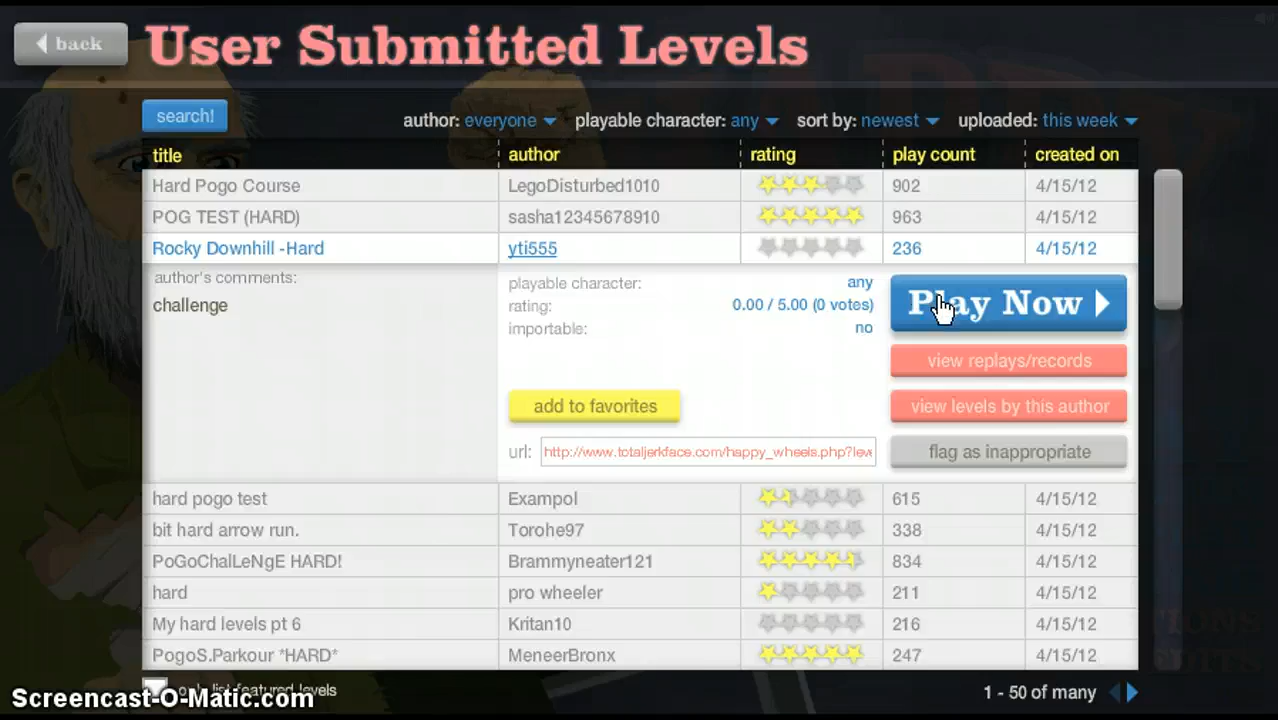 back
User Submitted Levels
search!
author: everyone playable character: any sort by: newest uploaded: this week
title author rating play count created on
Hard Pogo Course LegoDisturbed1010 902 4/15/12
POG TEST (HARD) sasha12345678910 963 4/15/12
Rocky Downhill -Hard yti555 236 4/15/12
author's comments:
challenge
playable character: any
rating: 0.00 / 5.00 (0 votes)
importable: no
Play Now
view replays/records
add to favorites
view levels by this author
url: http://www.totaljerkface.com/happy_wheels.php?leve
flag as inappropriate
hard pogo test Exampol 615 4/15/12
bit hard arrow run. Torohe97 338 4/15/12
PoGoChalLeNgE HARD! Brammyneater121 834 4/15/12
hard pro wheeler 211 4/15/12
My hard levels pt 6 Kritan10 216 4/15/12
PogoS.Parkour *HARD* MeneerBronx 247 4/15/12
only list featured levels
1 - 50 of many
Screencast-O-Matic.com